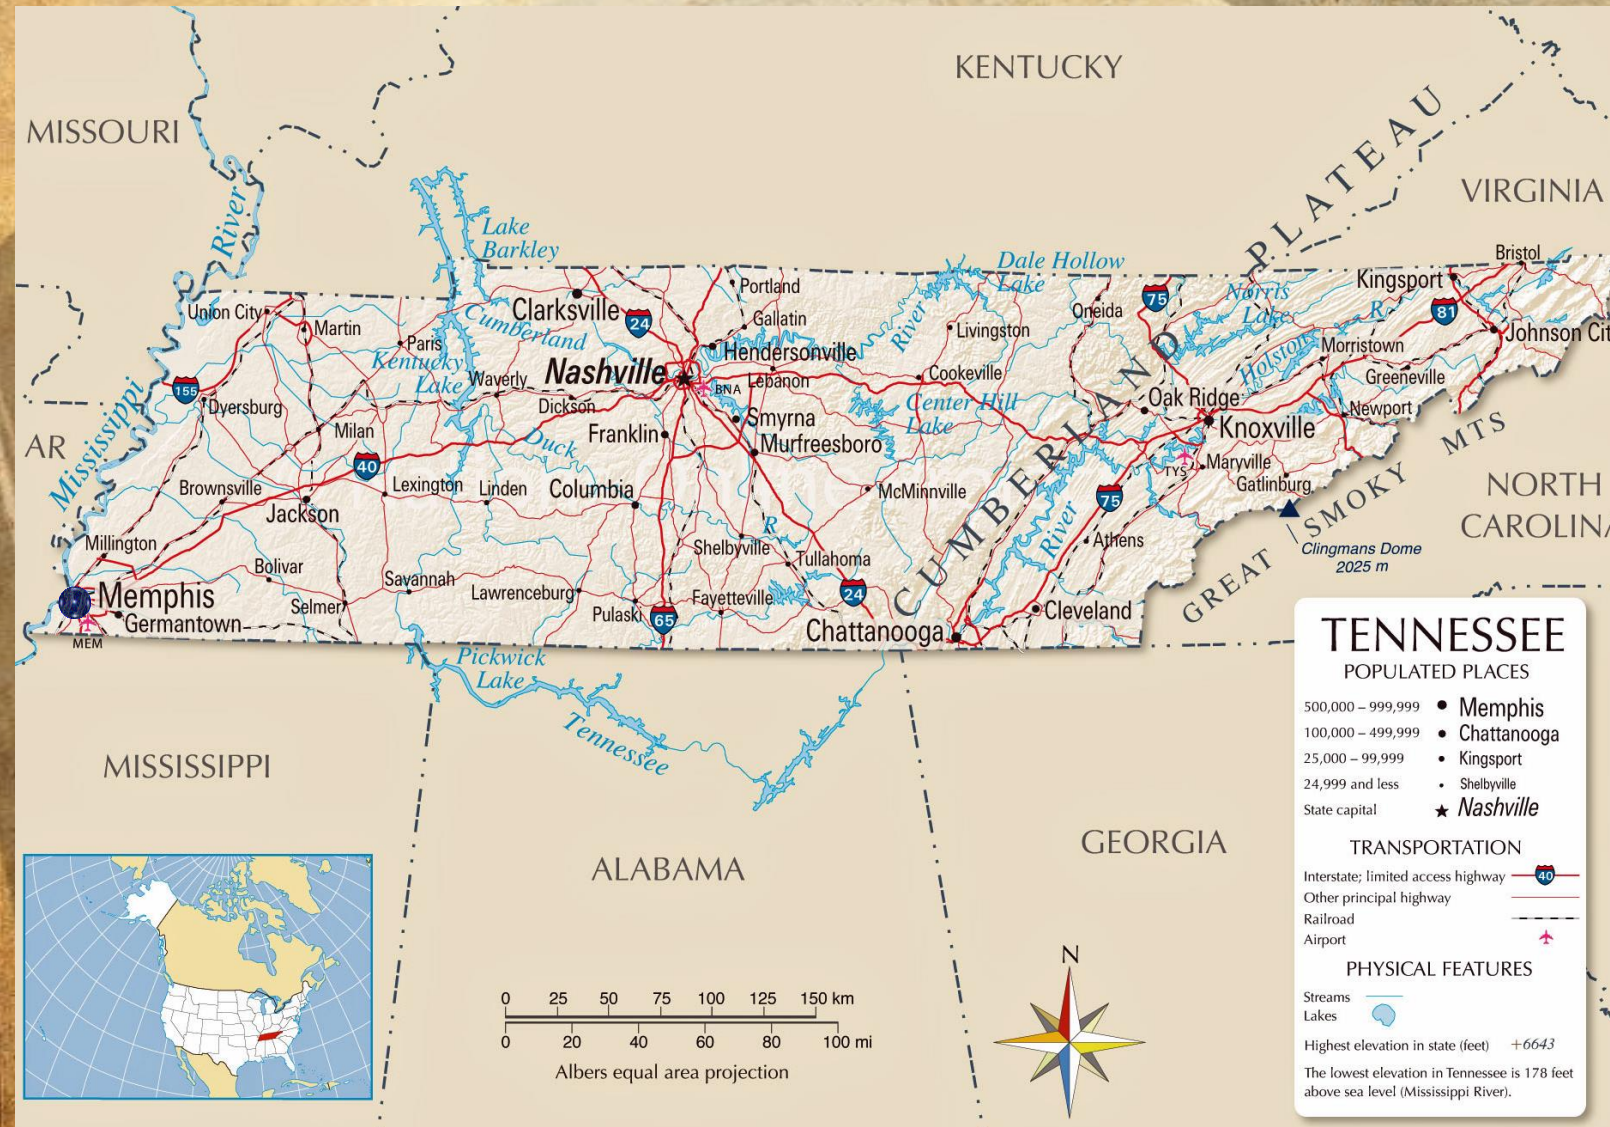 KENTUCKY
MISSOURI
VIRGINIA
AR
NORTH
CAROLINA
MISSISSIPPI
ALABAMA
GEORGIA
CUMBERLAND PLATEAU
GREAT SMOKY MTS
Clingmans Dome
2025 m
Mississippi
River
Lake
Barkley
Dale Hollow
Lake
Norris
Lake
Cumberland
River
Kentucky
Lake
Center Hill
Lake
Holston
R.
Duck
R.
River
Pickwick
Lake
Tennessee
Bristol
Kingsport
Johnson Cit
Portland
Union City
Clarksville
Gallatin
Oneida
Martin
Livingston
Paris
Hendersonville
Morristown
Nashville
Waverly
BNA
Lebanon
Cookeville
Greeneville
Dyersburg
Dickson
Oak Ridge
Newport
Milan
Smyrna
Franklin
Murfreesboro
Knoxville
TYS
Maryville
Gatlinburg
Brownsville
Lexington
Linden
Columbia
McMinnville
Jackson
Millington
Shelbyville
Athens
Bolivar
Tullahoma
Savannah
Lawrenceburg
Memphis
Selmer
Pulaski
Fayetteville
Cleveland
Germantown
Chattanooga
MEM
155
40
24
65
24
75
75
81
TENNESSEE
POPULATED PLACES
500,000 – 999,999 Memphis
100,000 – 499,999 Chattanooga
25,000 – 99,999 Kingsport
24,999 and less Shelbyville
State capital Nashville
TRANSPORTATION
Interstate; limited access highway 40
Other principal highway
Railroad
Airport
PHYSICAL FEATURES
Streams
Lakes
Highest elevation in state (feet) +6643
The lowest elevation in Tennessee is 178 feet
above sea level (Mississippi River).
0 25 50 75 100 125 150 km
0 20 40 60 80 100 mi
Albers equal area projection
N